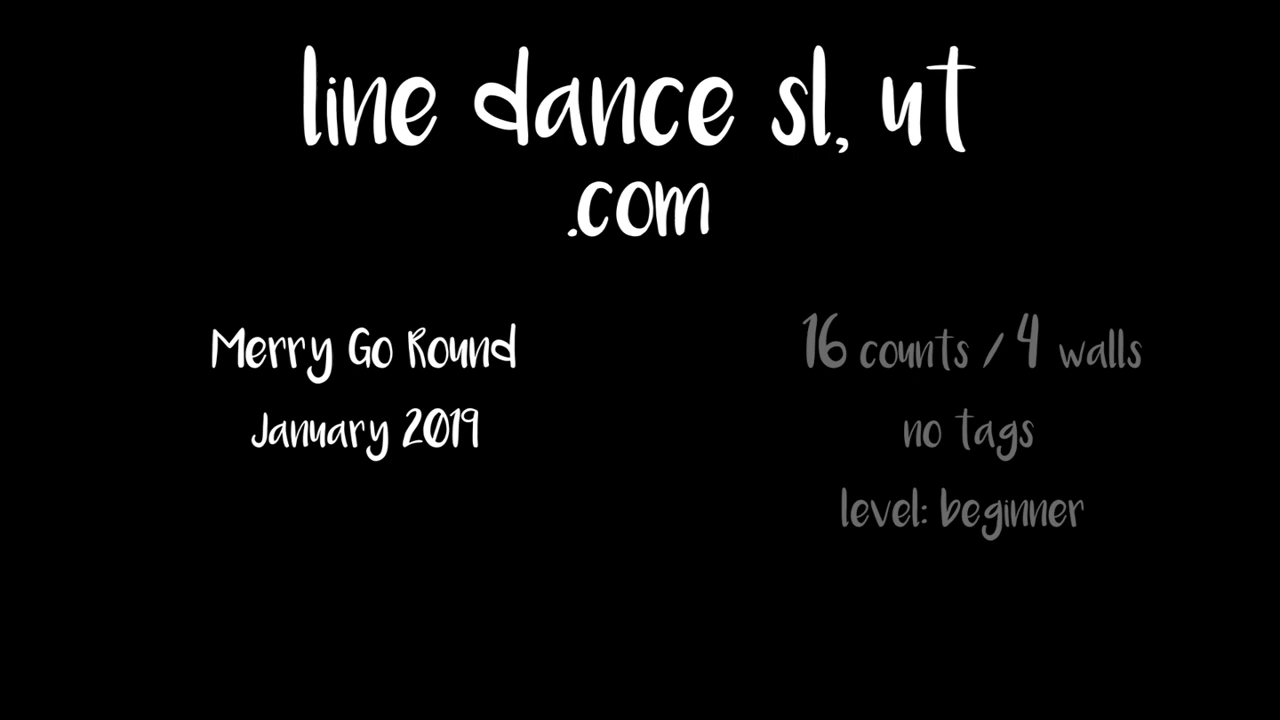 line dance sl, ut
.com
Merry Go Round
January 2019
16 counts / 4 walls
no tags
level: beginner